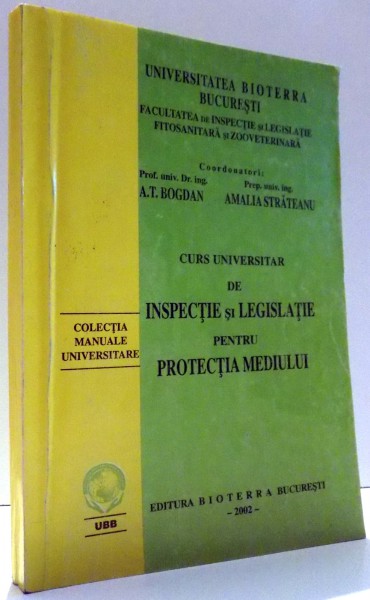 UNIVERSITATEA BIOTERRA
BUCUREŞTI
FACULTATEA DE INSPECŢIE şi LEGISLAŢIE
FITOSANITARĂ şi ZOOVETERINARĂ
Coordonatori:
Prof. univ. Dr. ing.
A.T. BOGDAN
Prep. univ. ing.
AMALIA STRĂTEANU
CURS UNIVERSITAR
DE
INSPECŢIE şi LEGISLAŢIE
PENTRU
PROTECŢIA MEDIULUI
COLECŢIA
MANUALE
UNIVERSITARE
UBB
EDITURA BIOTERRA BUCUREŞTI
- 2002 -